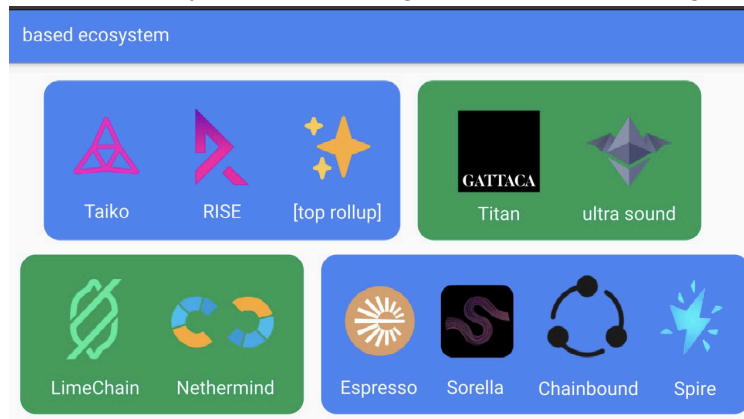 based ecosystem
Taiko RISE [top rollup]
GATTACA
Titan ultra sound
LimeChain Nethermind
Espresso Sorella Chainbound Spire